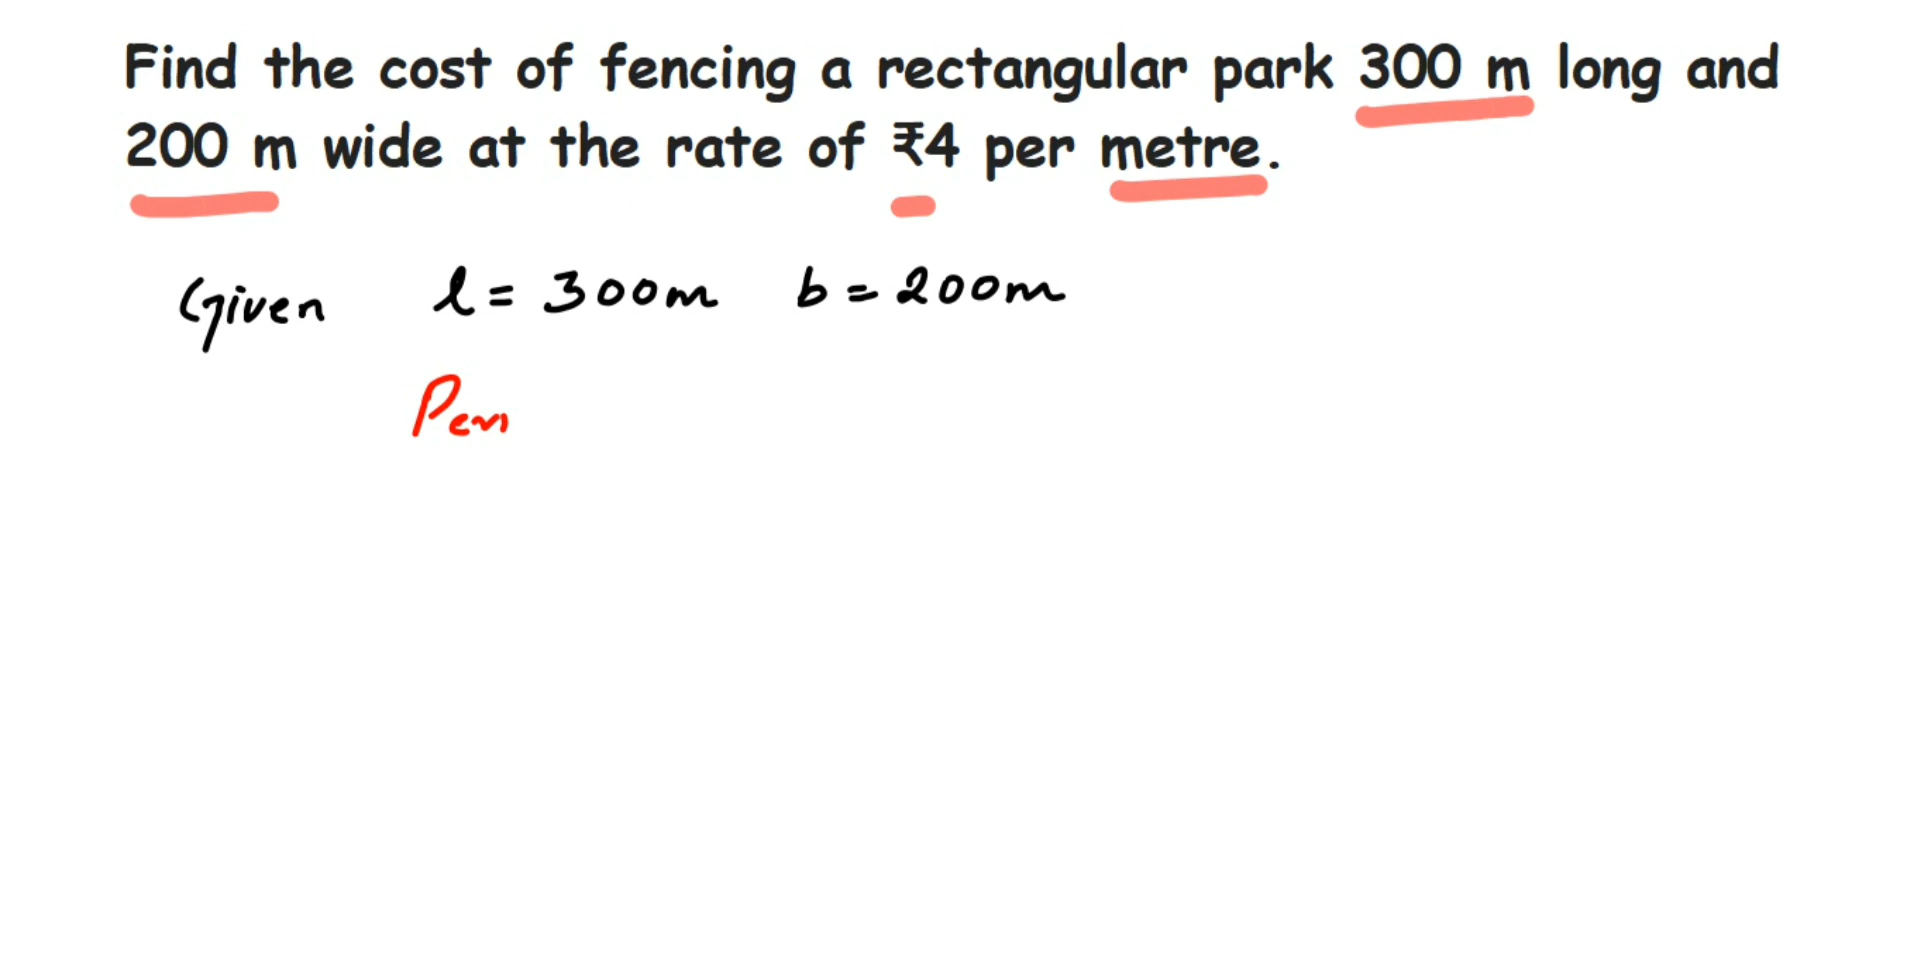 Find the cost of fencing a rectangular park 300 m long and
200 m wide at the rate of ₹4 per metre.
Given l = 300m b = 200m
Peri